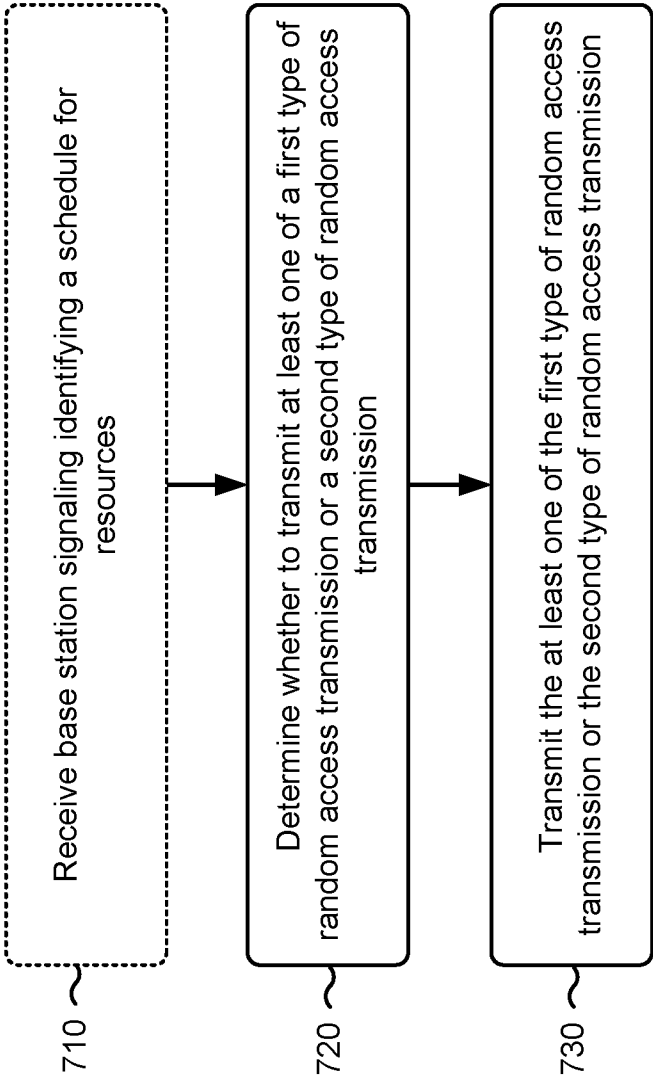 710
Receive base station signaling identifying a schedule for
resources
720
Determine whether to transmit at least one of a first type of
random access transmission or a second type of random access
transmission
730
Transmit the at least one of the first type of random access
transmission or the second type of random access transmission